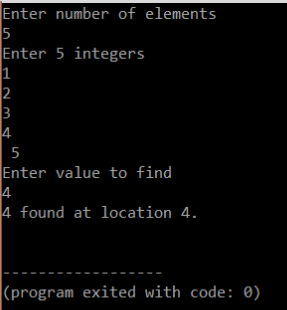 Enter number of elements
5
Enter 5 integers
1
2
3
4
5
Enter value to find
4
4 found at location 4.
------------------
(program exited with code: 0)